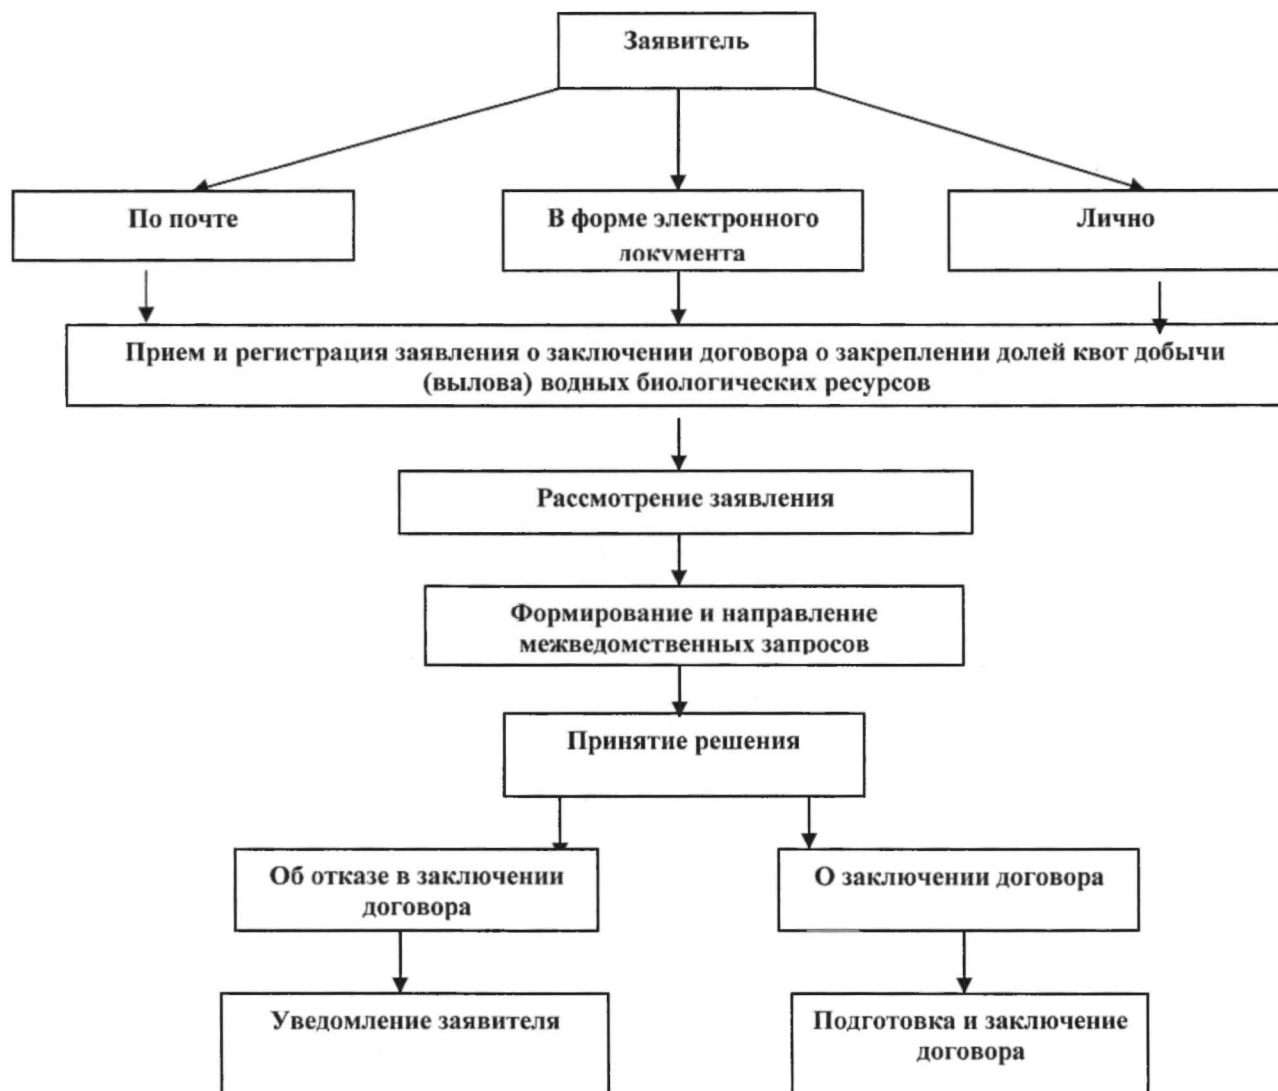 Заявитель
По почте
В форме электронного
документа
Лично
Прием и регистрация заявления о заключении договора о закреплении долей квот добычи
(вылова) водных биологических ресурсов
Рассмотрение заявления
Формирование и направление
межведомственных запросов
Принятие решения
Об отказе в заключении
договора
О заключении договора
Уведомление заявителя
Подготовка и заключение
договора